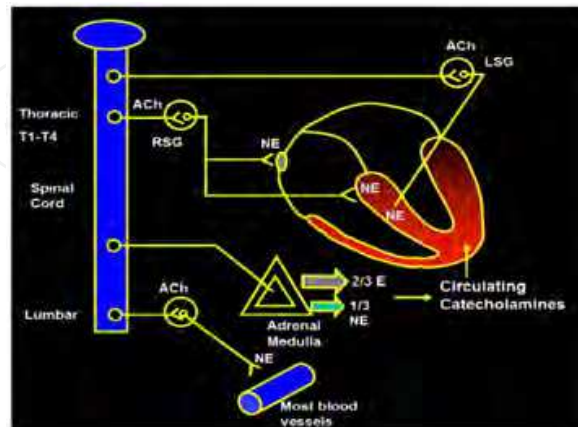 ACh
LSG
Thoracic
T1-T4
ACh
RSG
NE
NE
NE
Spinal
Cord
2/3 E
1/3
NE
Circulating
Catecholamines
Adrenal
Medulla
Lumbar
ACh
NE
Most blood
vessels